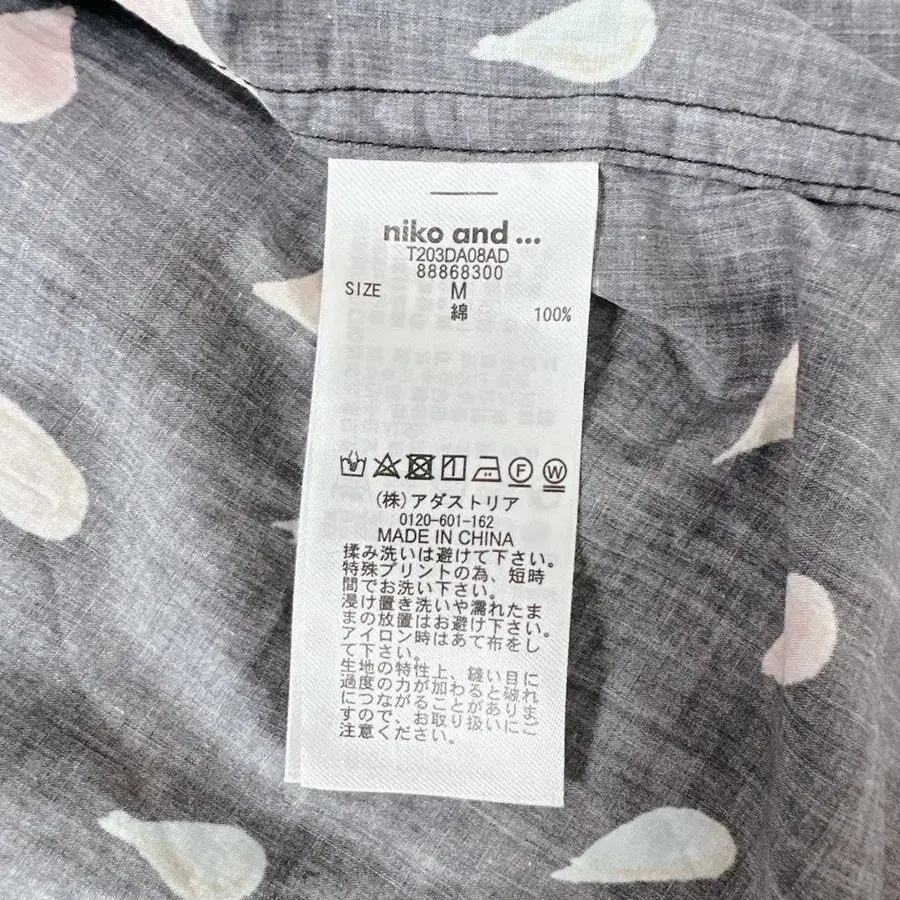 niko and ...
T203DA08AD
88868300
SIZE M
綿 100%
F W
(株)アダストリア
0120-601-162
MADE IN CHINA
揉み洗いは避けて下さい。
特殊プリントの為、短時
間でお洗い下さい。
浸け置き洗いや濡れたま
まの放置はお避け下さい。
アイロン時はあて布をし
て下さい。
生地の特性上、縫い目に
過度の力が加わると破れ
につながることがありま
すので、お取り扱いにご
注意ください。